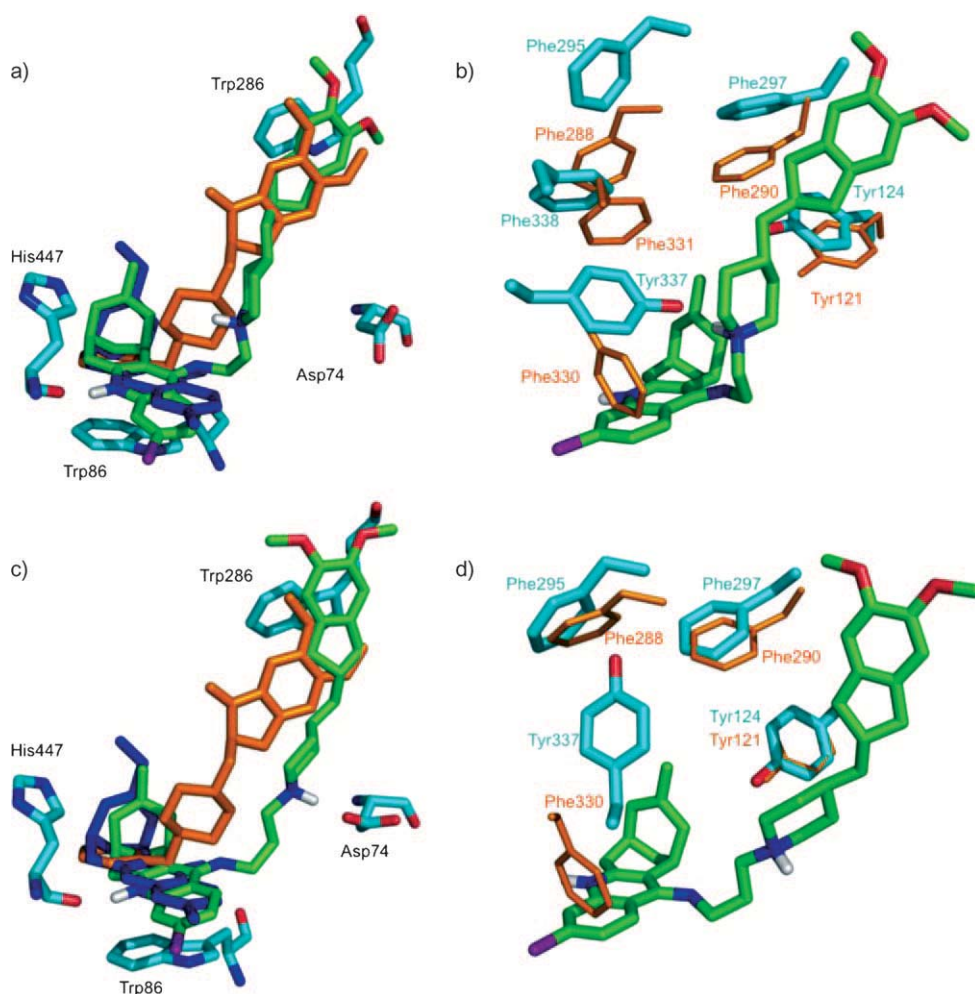 a)
Trp286
His447
Asp74
Trp86
b)
Phe295
Phe297
Phe288
Phe290
Tyr124
Phe338
Phe331
Tyr337
Tyr121
Phe330
c)
Trp286
His447
Asp74
Trp86
d)
Phe295
Phe297
Phe288
Phe290
Tyr124
Tyr337
Tyr121
Phe330